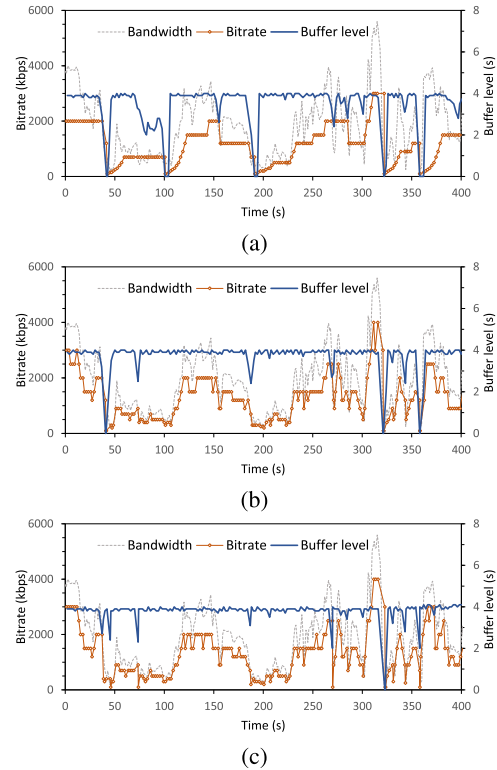 Bandwidth Bitrate Buffer level
Bitrate (kbps)
6000
4000
2000
0
8
6
4
2
0
Buffer level (s)
0 50 100 150 200 250 300 350 400
Time (s)
(a)
Bandwidth Bitrate Buffer level
Bitrate (kbps)
6000
4000
2000
0
8
6
4
2
0
Buffer level (s)
0 50 100 150 200 250 300 350 400
Time (s)
(b)
Bandwidth Bitrate Buffer level
Bitrate (kbps)
6000
4000
2000
0
8
6
4
2
0
Buffer level (s)
0 50 100 150 200 250 300 350 400
Time (s)
(c)